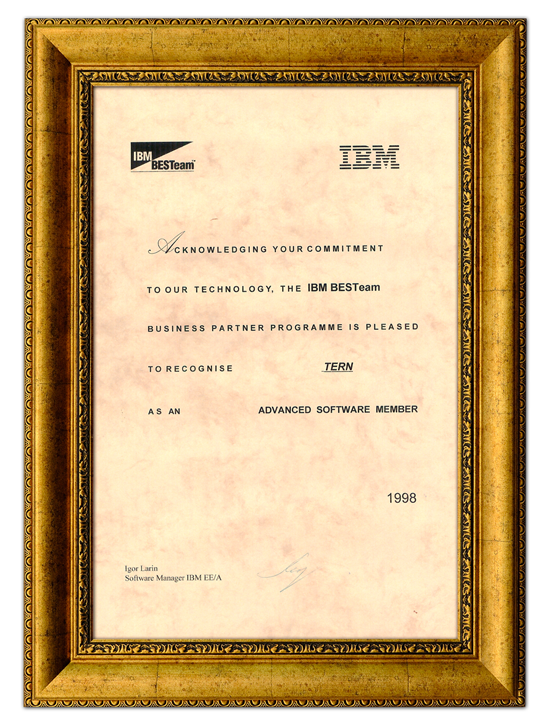 IBM
BESTeam™
IBM
ACKNOWLEDGING YOUR COMMITMENT
TO OUR TECHNOLOGY, THE IBM BESTeam
BUSINESS PARTNER PROGRAMME IS PLEASED
TO RECOGNISE TERN
AS AN ADVANCED SOFTWARE MEMBER
1998
Igor Larin
Software Manager IBM EE/A